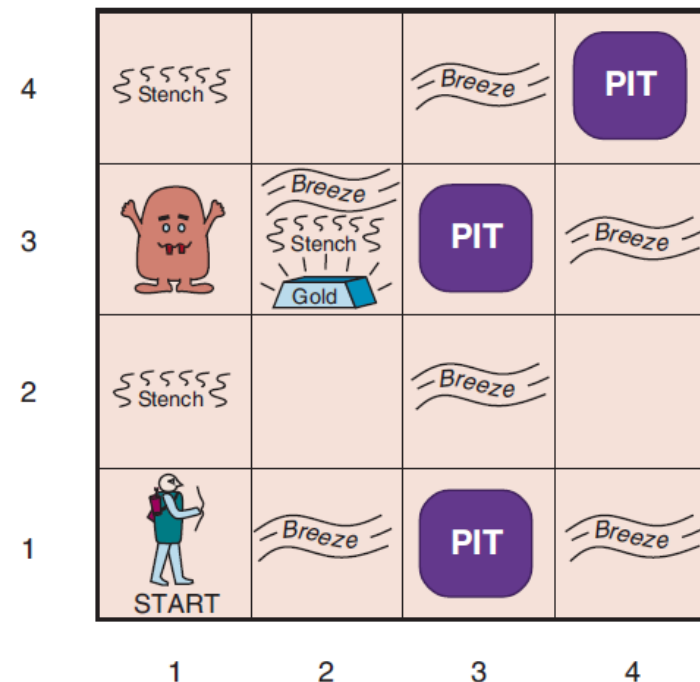 4
Stench
Breeze
PIT
3
Breeze
Stench
Gold
PIT
Breeze
2
Stench
Breeze
1
START
Breeze
PIT
Breeze
1 2 3 4